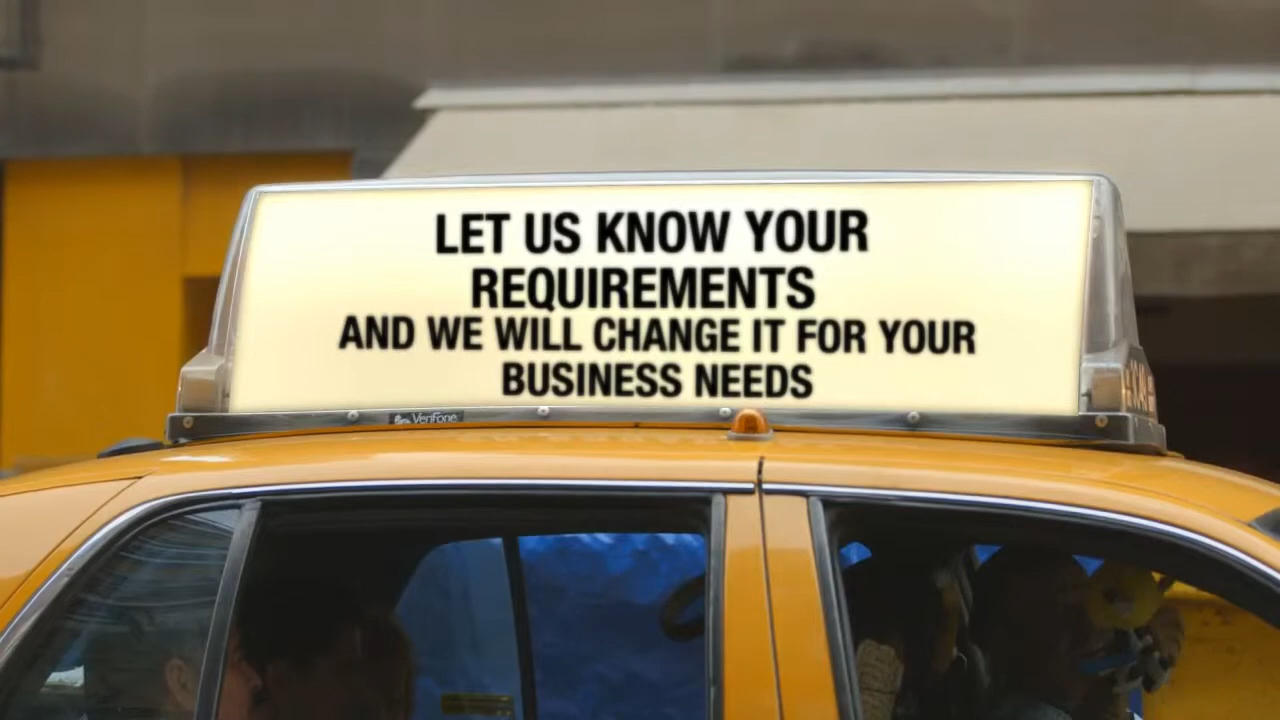 LET US KNOW YOUR
REQUIREMENTS
AND WE WILL CHANGE IT FOR YOUR
BUSINESS NEEDS
VeriFone